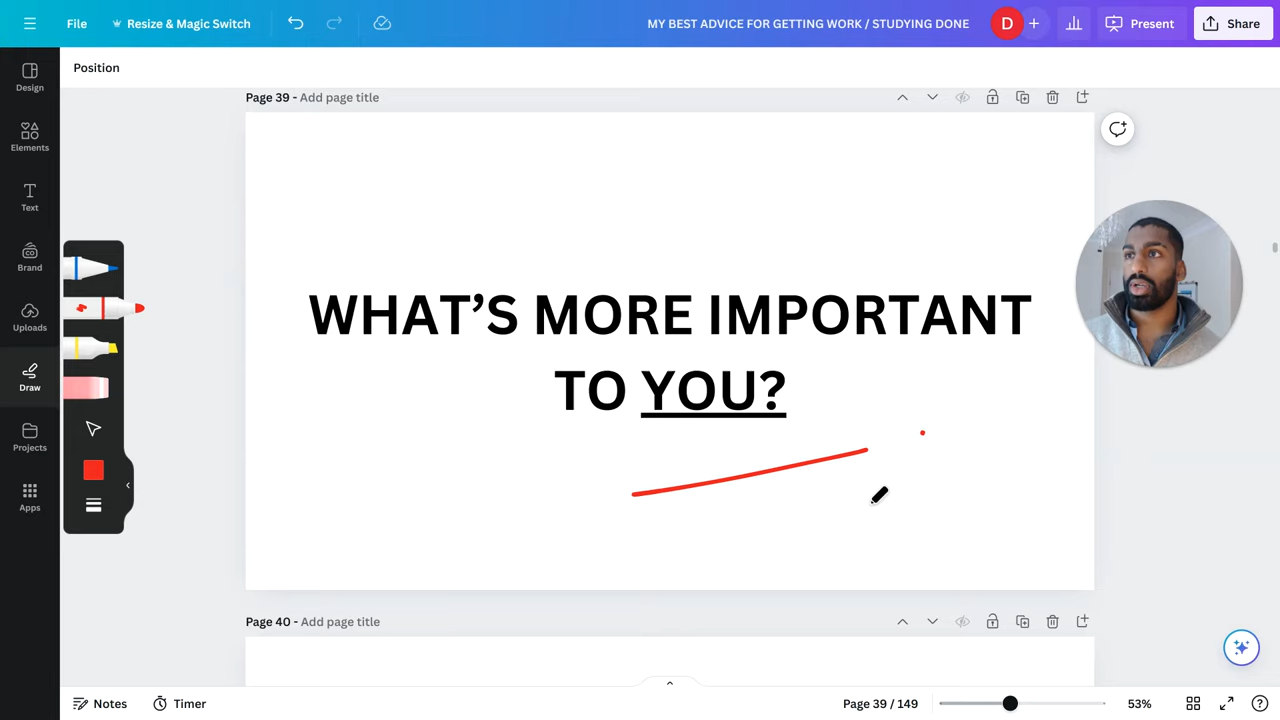 File
Resize & Magic Switch
MY BEST ADVICE FOR GETTING WORK / STUDYING DONE
D
Present
Share
Position
Design
Elements
Text
Brand
Uploads
Draw
Projects
Apps
Page 39 - Add page title
WHAT’S MORE IMPORTANT
TO YOU?
Page 40 - Add page title
Notes
Timer
Page 39 / 149
53%